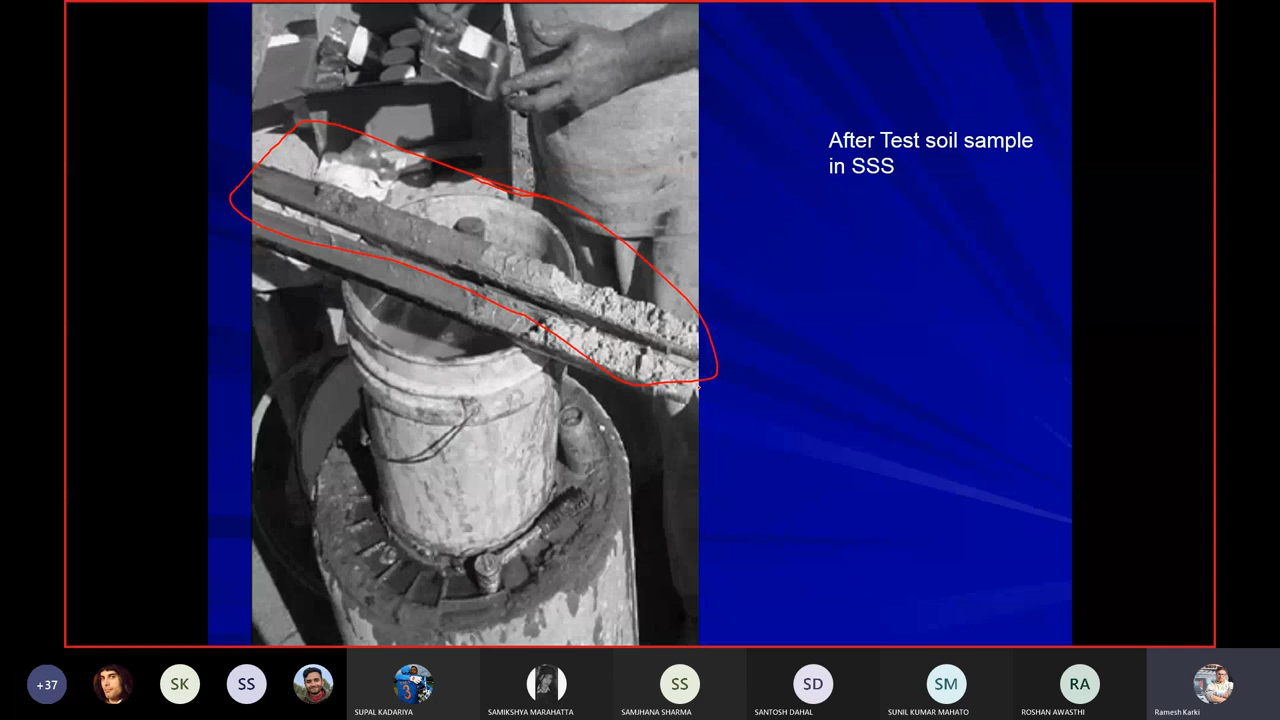 After Test soil sample
in SSS
+37
SK
SS
SUPAL KADARIYA
SAMIKSHYA MARAHATTA
SS
SAMJHANA SHARMA
SD
SANTOSH DAHAL
SM
SUNIL KUMAR MAHATO
RA
ROSHAN AWASTHI
Ramesh Karki